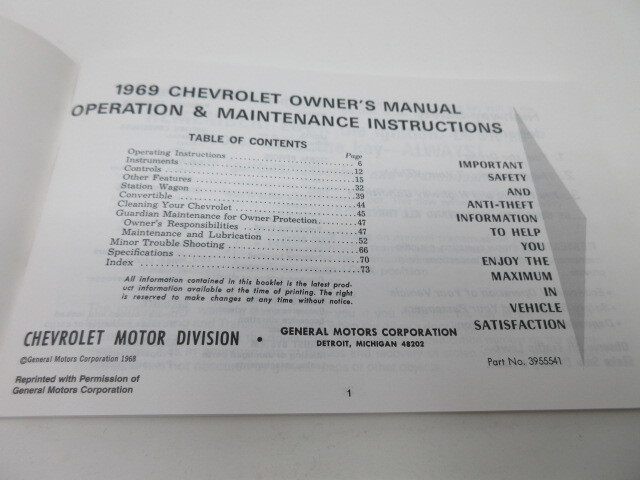 1969 CHEVROLET OWNER'S MANUAL
OPERATION & MAINTENANCE INSTRUCTIONS
TABLE OF CONTENTS
Page
Operating Instructions
Instruments 6
Controls 12
Other Features 15
Station Wagon 32
Convertible 39
Cleaning Your Chevrolet 44
Guardian Maintenance for Owner Protection 45
Owner's Responsibilities 47
Maintenance and Lubrication 47
Minor Trouble Shooting 52
Specifications 66
Index 70
73
All information contained in this booklet is the latest prod-
uct information available at the time of printing. The right
is reserved to make changes at any time without notice.
IMPORTANT
SAFETY
AND
ANTI-THEFT
INFORMATION
TO HELP
YOU
ENJOY THE
MAXIMUM
IN
VEHICLE
SATISFACTION
CHEVROLET MOTOR DIVISION • GENERAL MOTORS CORPORATION
DETROIT, MICHIGAN 48202
©General Motors Corporation 1968
Part No. 3955541
Reprinted with Permission of
General Motors Corporation
1